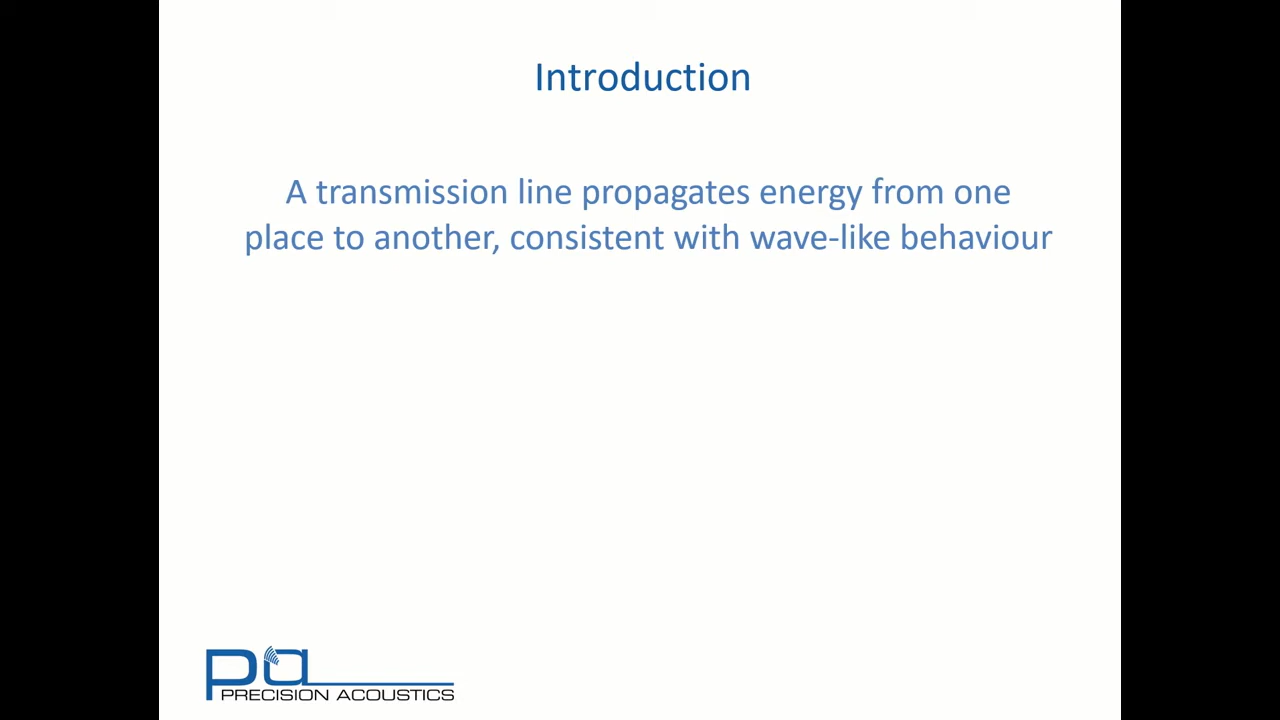 Introduction
A transmission line propagates energy from one
place to another, consistent with wave-like behaviour
pa
PRECISION ACOUSTICS